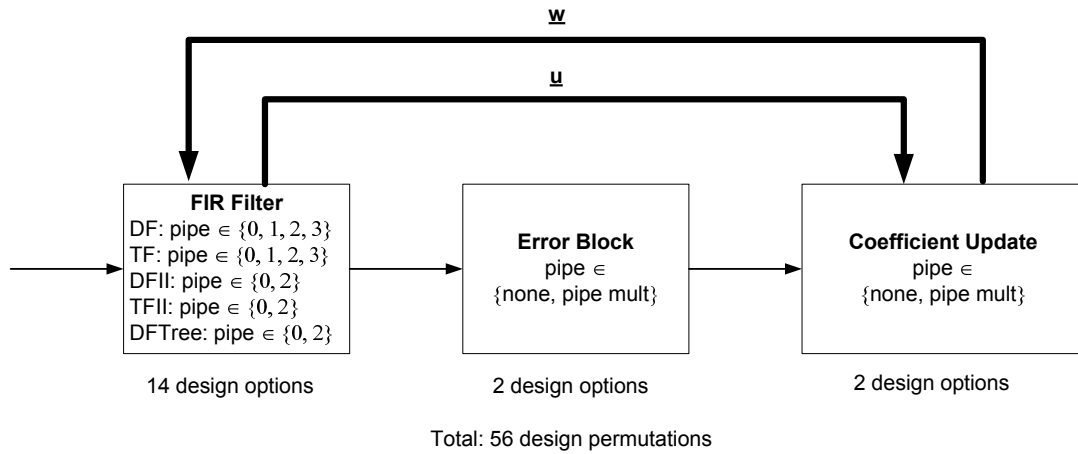 w
u
FIR Filter
DF: pipe ∈ {0, 1, 2, 3}
TF: pipe ∈ {0, 1, 2, 3}
DFII: pipe ∈ {0, 2}
TFII: pipe ∈ {0, 2}
DFTree: pipe ∈ {0, 2}
14 design options
Error Block
pipe ∈
{none, pipe mult}
2 design options
Coefficient Update
pipe ∈
{none, pipe mult}
2 design options
Total: 56 design permutations